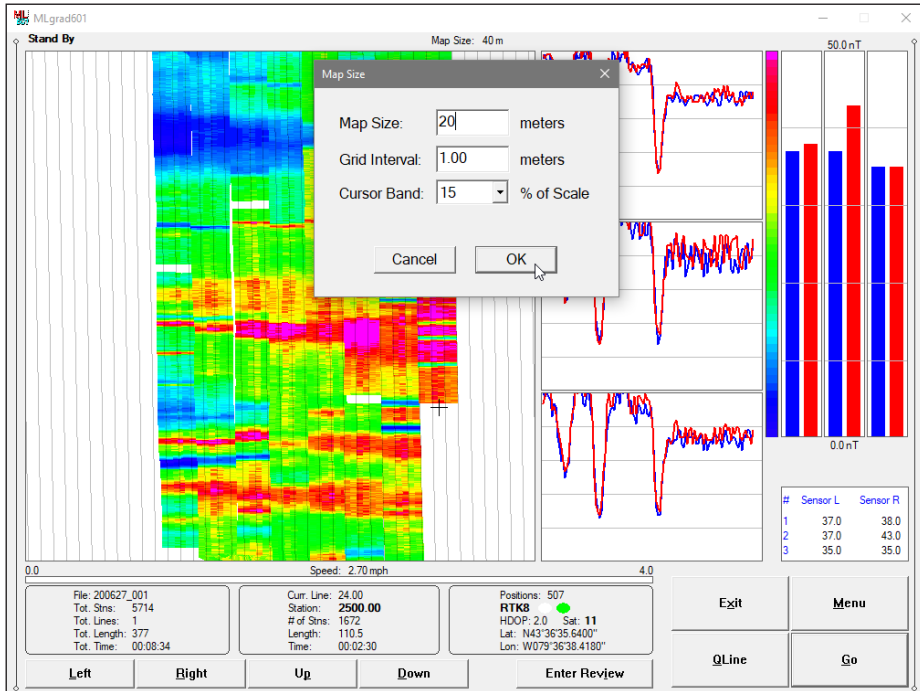 MLgrad601
Stand By
Map Size: 40 m
50.0 nT
Map Size
Map Size: 20 meters
Grid Interval: 1.00 meters
Cursor Band: 15 % of Scale
Cancel OK
0.0 nT
# Sensor L Sensor R
1 37.0 38.0
2 37.0 43.0
3 35.0 35.0
0.0 Speed: 2.70 mph 4.0
File: 200627_001
Tot. Stns: 5714
Tot. Lines: 1
Tot. Length: 377
Tot. Time: 00:08:34
Curr. Line: 24.00
Station: 2500.00
# of Stns: 1672
Length: 110.5
Time: 00:02:30
Positions: 507
RTK8
HDOP: 2.0 Sat: 11
Lat: N43°36'35.6400"
Lon: W079°36'38.4180"
Exit Menu
QLine Go
Left Right Up Down Enter Review